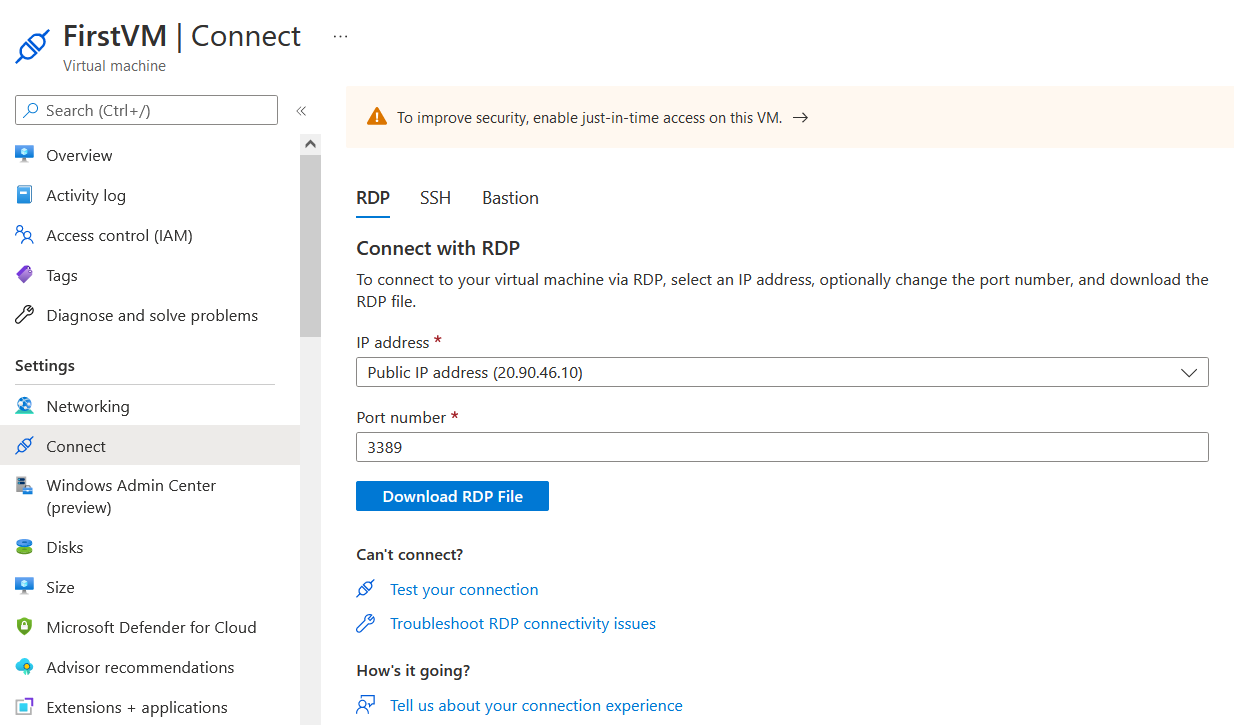 FirstVM | Connect ...
Virtual machine
Search (Ctrl+/)
Overview
Activity log
Access control (IAM)
Tags
Diagnose and solve problems
Settings
Networking
Connect
Windows Admin Center
(preview)
Disks
Size
Microsoft Defender for Cloud
Advisor recommendations
Extensions + applications
To improve security, enable just-in-time access on this VM. →
RDP SSH Bastion
Connect with RDP
To connect to your virtual machine via RDP, select an IP address, optionally change the port number, and download the
RDP file.
IP address *
Public IP address (20.90.46.10)
Port number *
3389
Download RDP File
Can't connect?
Test your connection
Troubleshoot RDP connectivity issues
How's it going?
Tell us about your connection experience